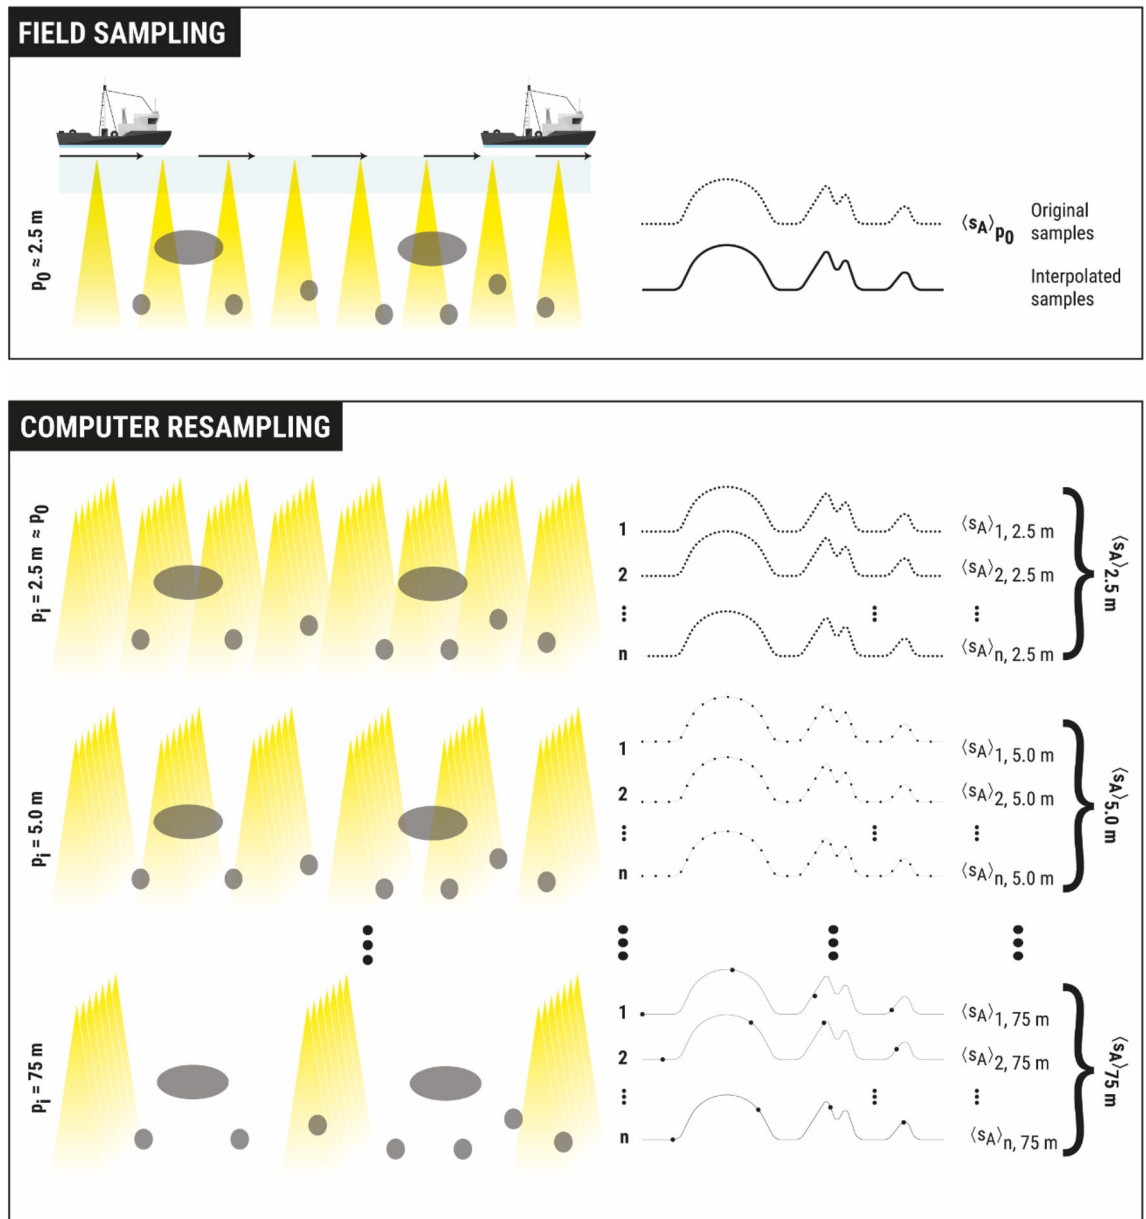 FIELD SAMPLING
p₀ ≈ 2.5 m
⟨sA⟩p₀
Original
samples
Interpolated
samples
COMPUTER RESAMPLING
pᵢ = 2.5 m ≈ p₀
1
⟨sA⟩1, 2.5 m
2
⟨sA⟩2, 2.5 m
n
⟨sA⟩n, 2.5 m
⟨sA⟩2.5 m
pᵢ = 5.0 m
1
⟨sA⟩1, 5.0 m
2
⟨sA⟩2, 5.0 m
n
⟨sA⟩n, 5.0 m
⟨sA⟩5.0 m
pᵢ = 75 m
1
⟨sA⟩1, 75 m
2
⟨sA⟩2, 75 m
n
⟨sA⟩n, 75 m
⟨sA⟩75 m